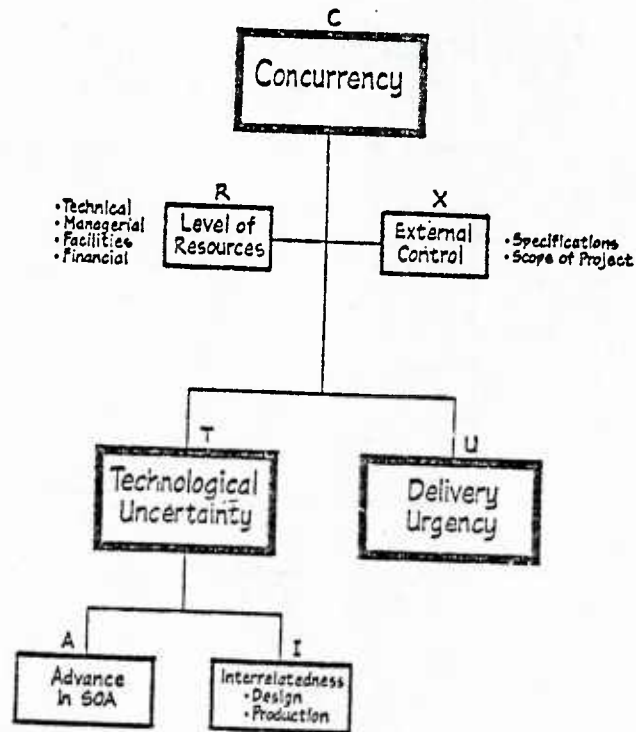 C
Concurrency
R
• Technical
• Managerial
• Facilities
• Financial
Level of
Resources
X
External
Control
• Specifications
• Scope of Project
T
Technological
Uncertainty
U
Delivery
Urgency
A
Advance
In SOA
I
Interrelatedness
• Design
• Production